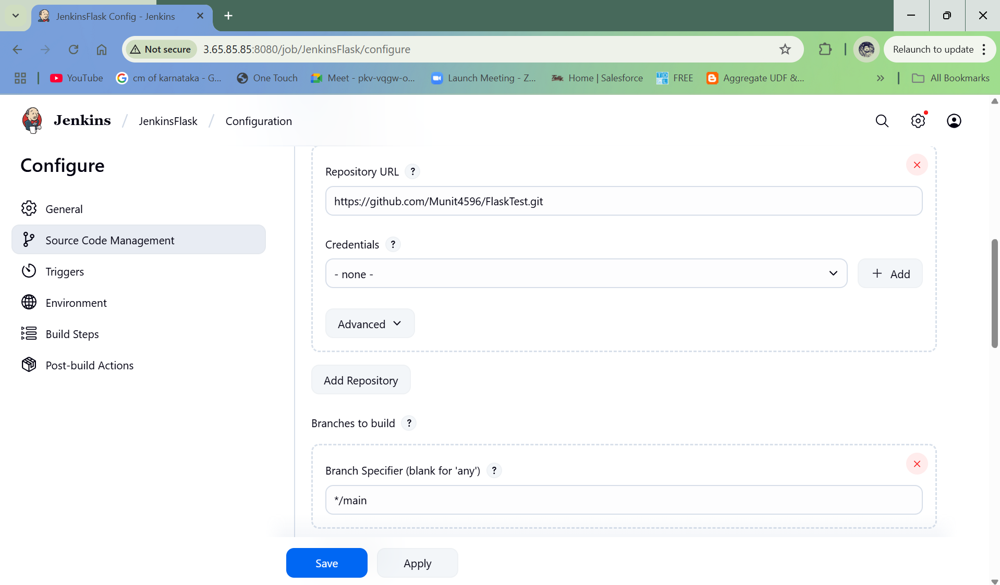 JenkinsFlask Config - Jenkins
Not secure 3.65.85.85:8080/job/JenkinsFlask/configure Relaunch to update
YouTube cm of karnataka - G... One Touch Meet - pkv-vqgw-o... Launch Meeting - Z... Home | Salesforce FREE Aggregate UDF &... » All Bookmarks
Jenkins / JenkinsFlask / Configuration
Configure
General
Source Code Management
Triggers
Environment
Build Steps
Post-build Actions
Repository URL ?
https://github.com/Munit4596/FlaskTest.git
Credentials ?
- none -
+ Add
Advanced
Add Repository
Branches to build ?
Branch Specifier (blank for 'any') ?
*/main
Save Apply